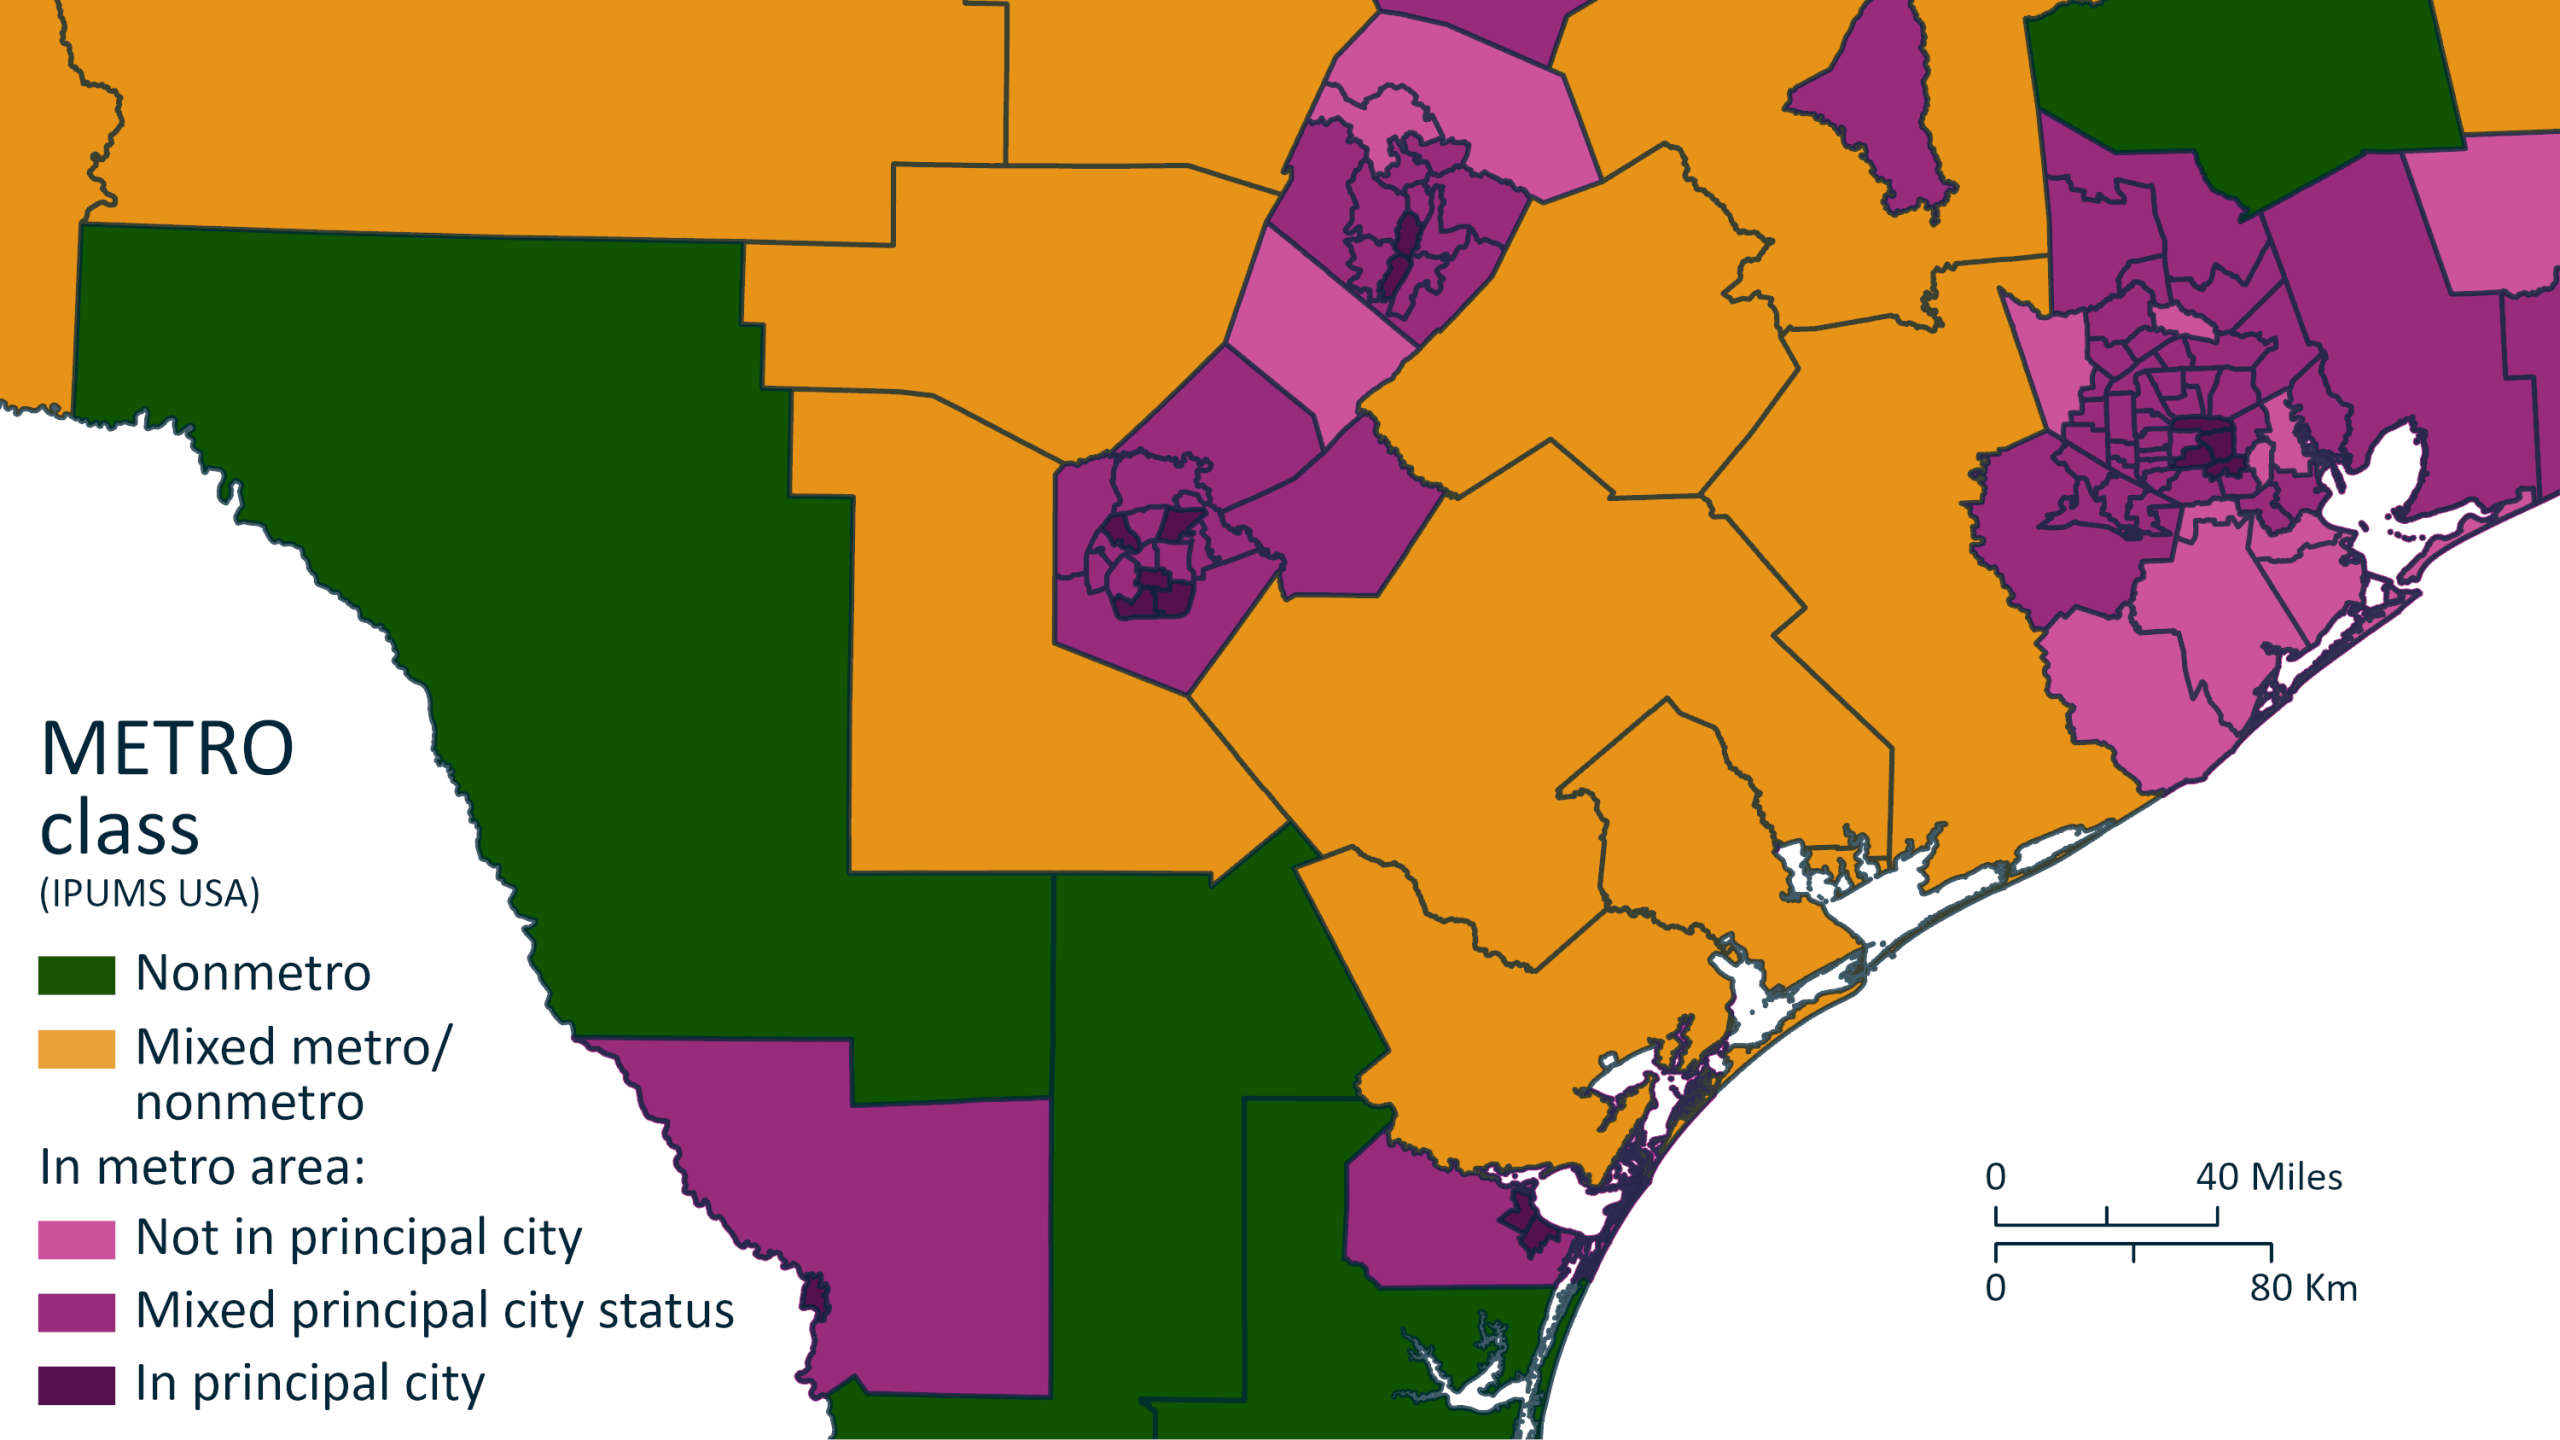 METRO
class
(IPUMS USA)
Nonmetro
Mixed metro/
nonmetro
In metro area:
Not in principal city
Mixed principal city status
In principal city
0 40 Miles
0 80 Km